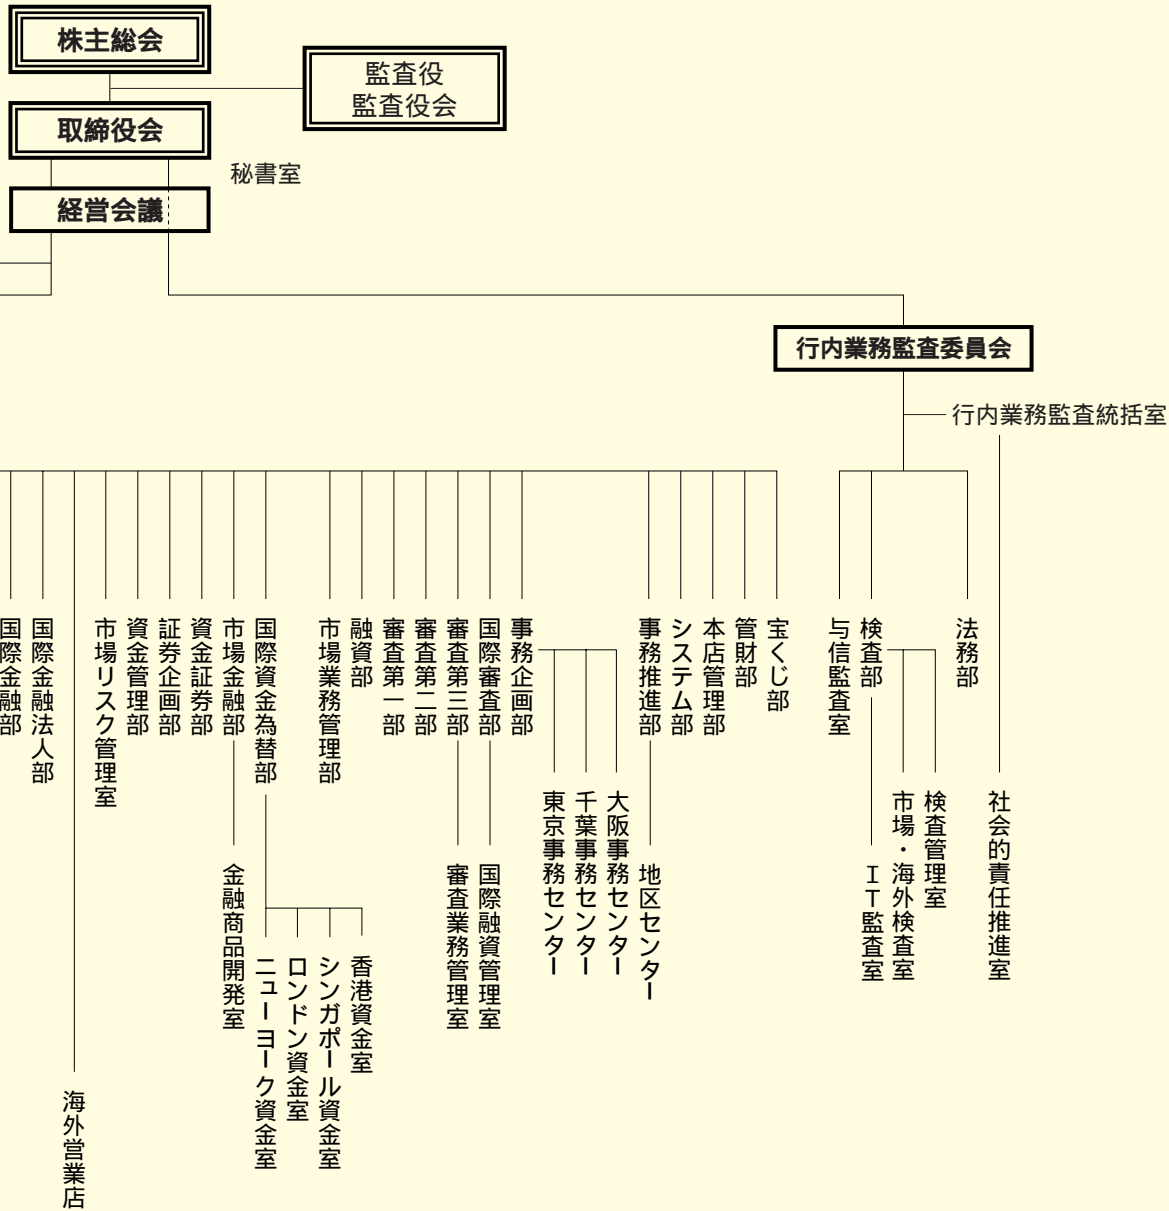 株主総会
監査役
監査役会
取締役会
秘書室
経営会議
行内業務監査委員会
行内業務監査統括室
国際金融部
国際金融法人部
市場リスク管理室
資金管理部
証券企画部
資金証券部
市場金融部
国際資金為替部
市場業務管理部
融資部
審査第一部
審査第二部
審査第三部
国際審査部
事務企画部
事務推進部
システム部
本店管理部
管財部
宝くじ部
与信監査室
検査部
法務部
東京事務センター
千葉事務センター
大阪事務センター
市場・海外検査室
検査管理室
社会的責任推進室
金融商品開発室
審査業務管理室
国際融資管理室
地区センター
IT監査室
ニューヨーク資金室
ロンドン資金室
シンガポール資金室
香港資金室
海外営業店